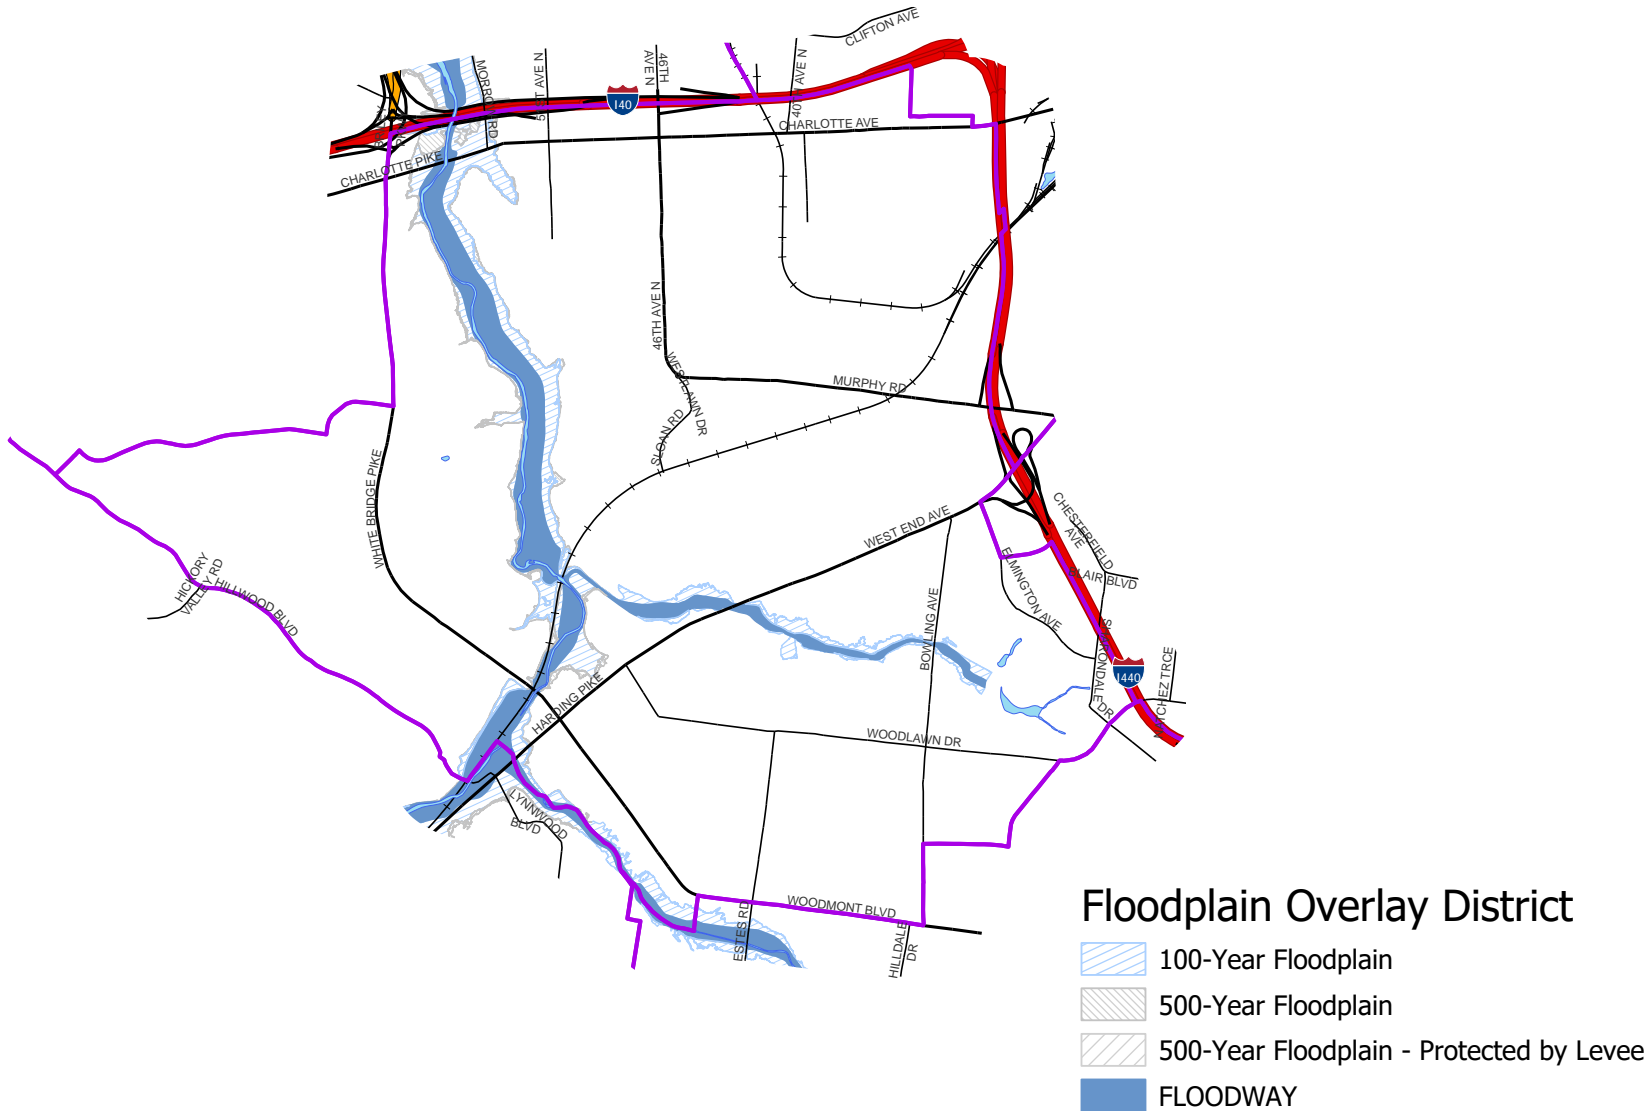 CLIFTON AVE
MORROW RD
51ST AVE N
46TH
AVE N
40TH AVE N
I40
CHARLOTTE AVE
CHARLOTTE PIKE
46TH AVE N
WESTLAWN DR
MURPHY RD
SLOAN RD
WHITE BRIDGE PIKE
WEST END AVE
CHESTERFIELD
AVE
BLAIR BLVD
ELMINGTON AVE
HICKORY
VALLEY RD
HILLWOOD BLVD
BOWLING AVE
I440
HARDING PIKE
WOODLAWN DR
LYNNWOOD
BLVD
WOODMONT BLVD
ESTES RD
HILLDALE
DR
Floodplain Overlay District
100-Year Floodplain
500-Year Floodplain
500-Year Floodplain - Protected by Levee
FLOODWAY